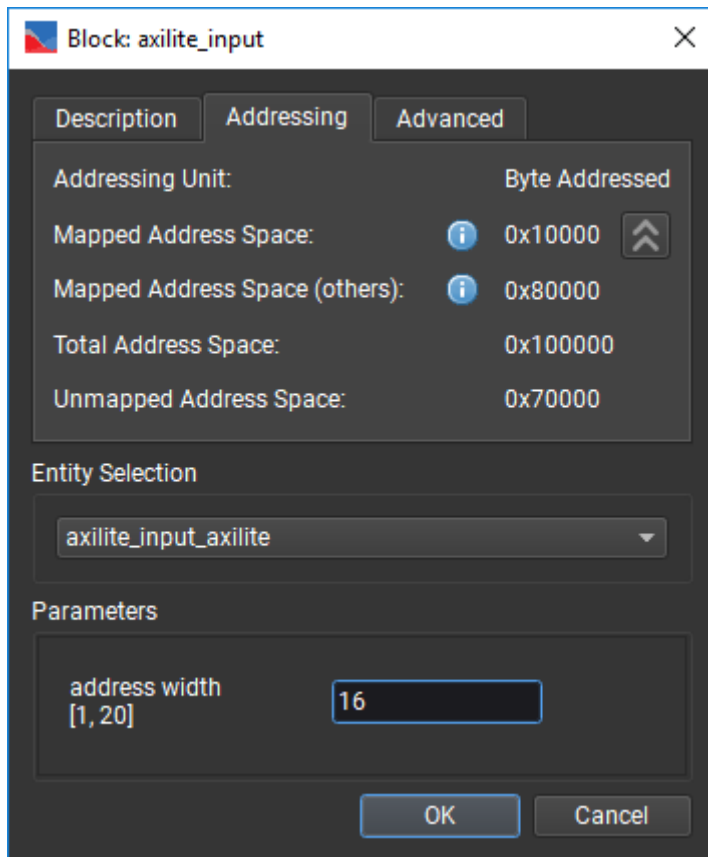 Block: axilite_input
Description Addressing Advanced
Addressing Unit: Byte Addressed
Mapped Address Space: 0x10000
Mapped Address Space (others): 0x80000
Total Address Space: 0x100000
Unmapped Address Space: 0x70000
Entity Selection
axilite_input_axilite
Parameters
address width
[1, 20]
16
OK Cancel